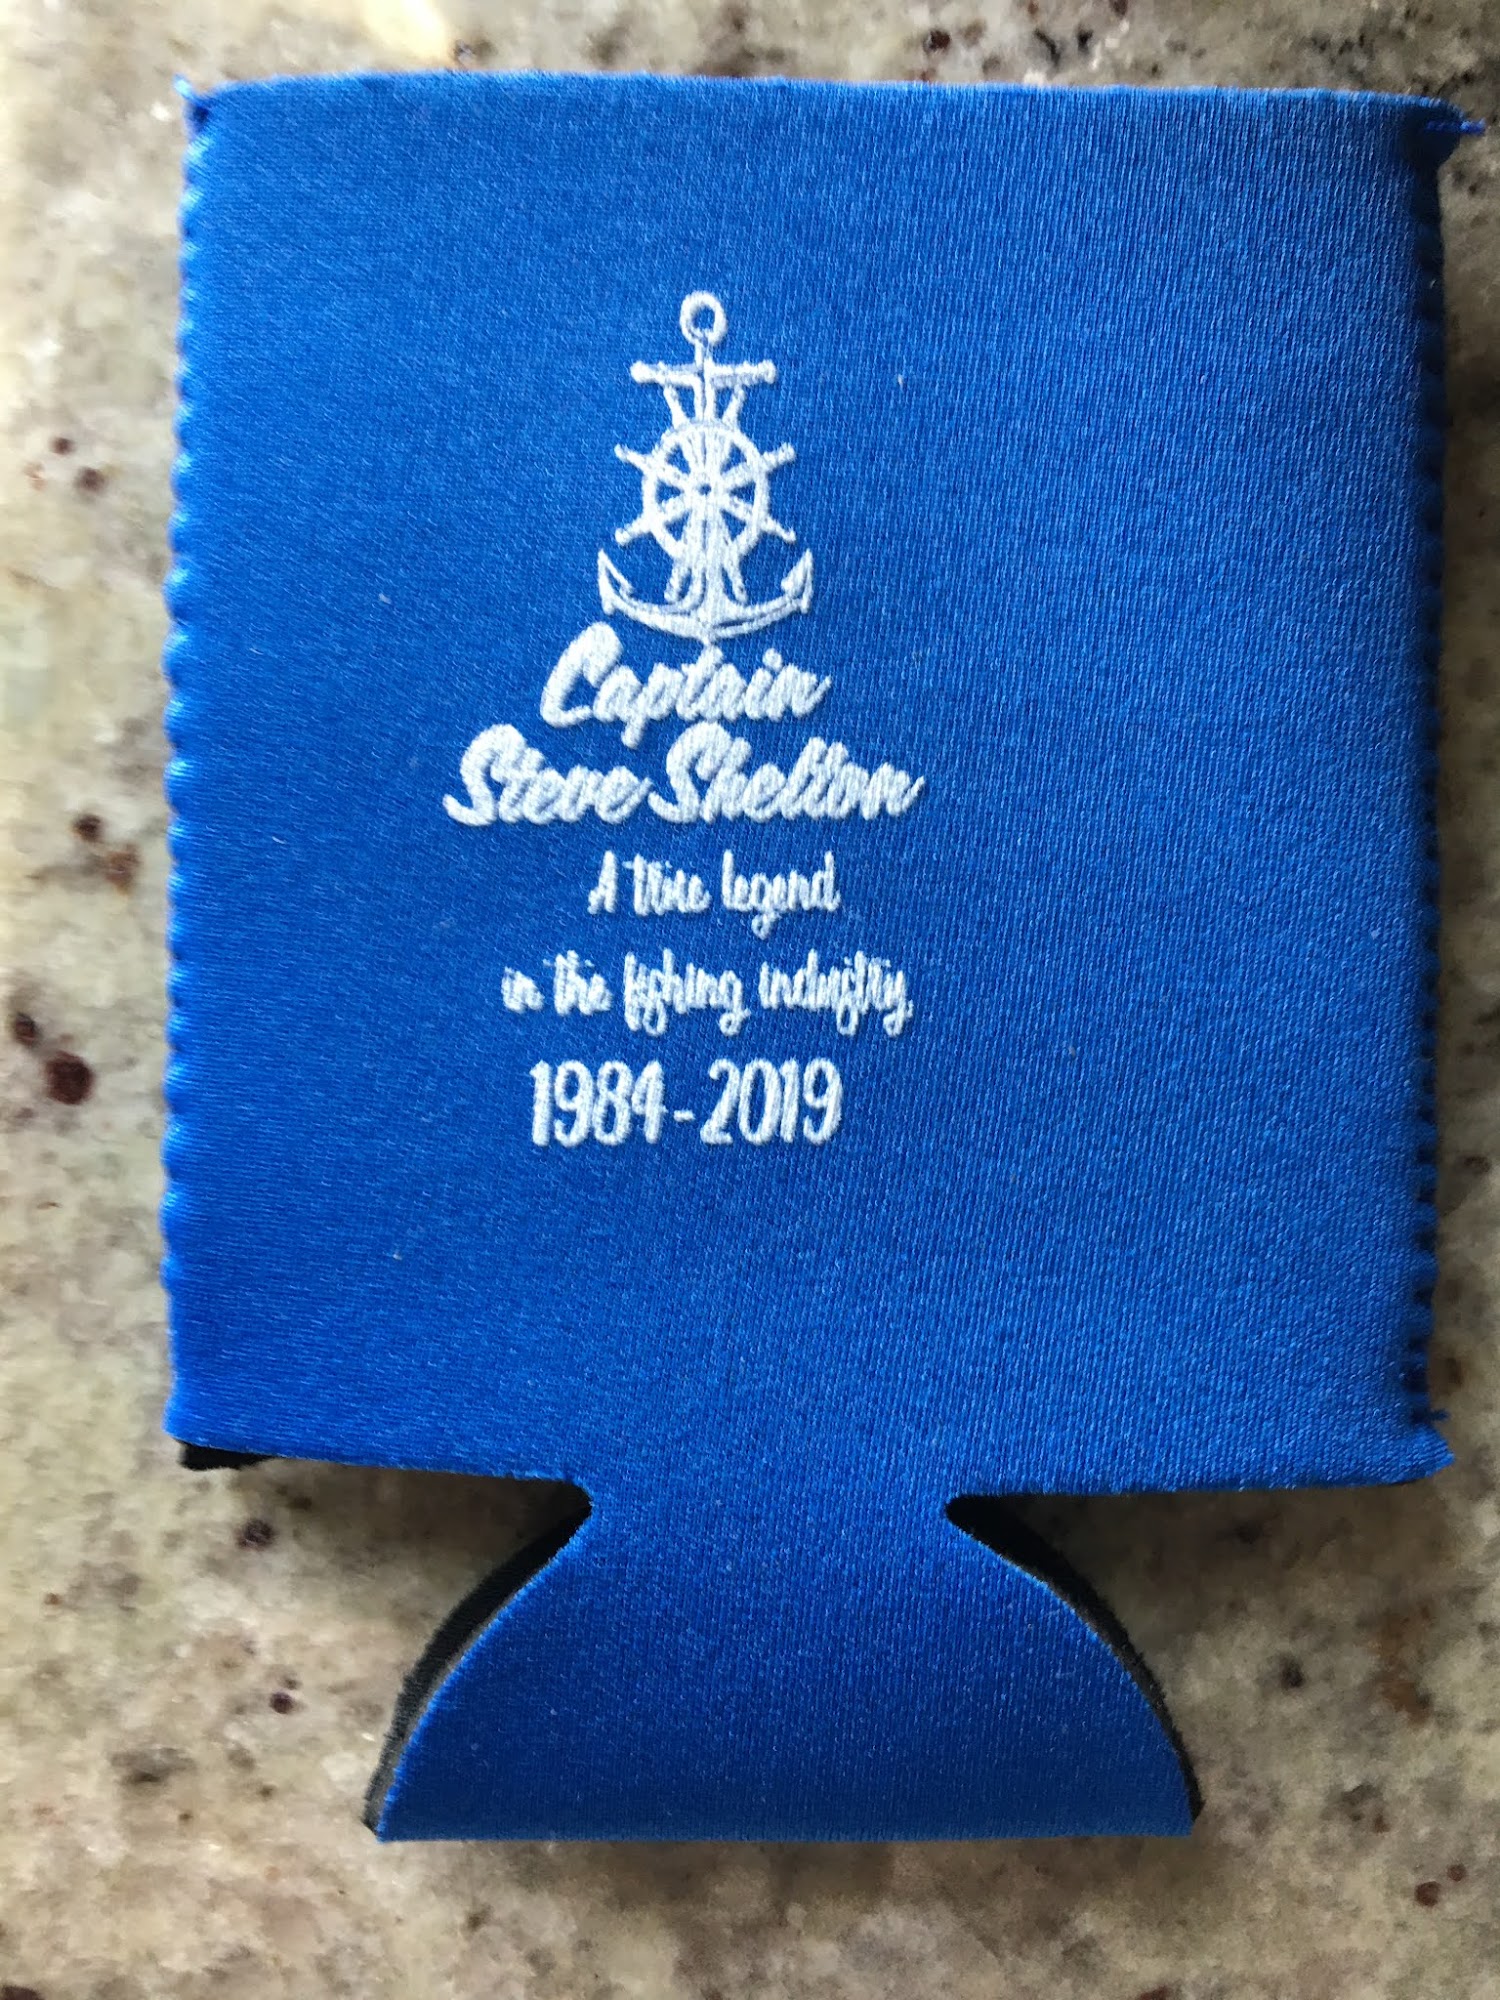 Captain
Steve Shelton
A true legend
in the fishing industry
1984-2019